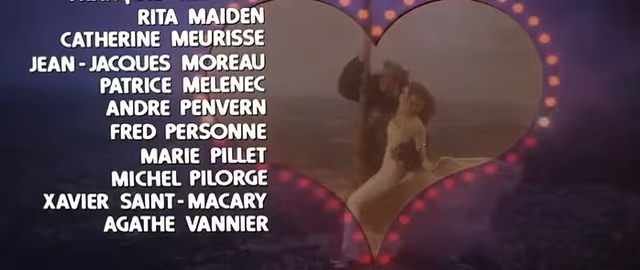 RITA MAIDEN
CATHERINE MEURISSE
JEAN-JACQUES MOREAU
PATRICE MELENEC
ANDRE PENVERN
FRED PERSONNE
MARIE PILLET
MICHEL PILORGE
XAVIER SAINT-MACARY
AGATHE VANNIER